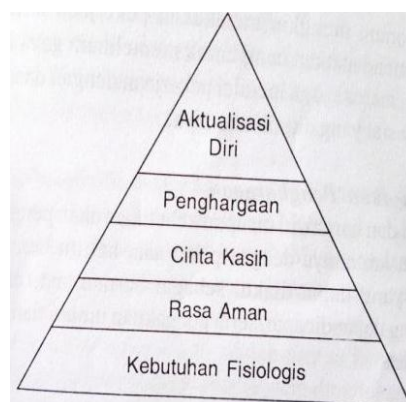 Aktualisasi
Diri
Penghargaan
Cinta Kasih
Rasa Aman
Kebutuhan Fisiologis